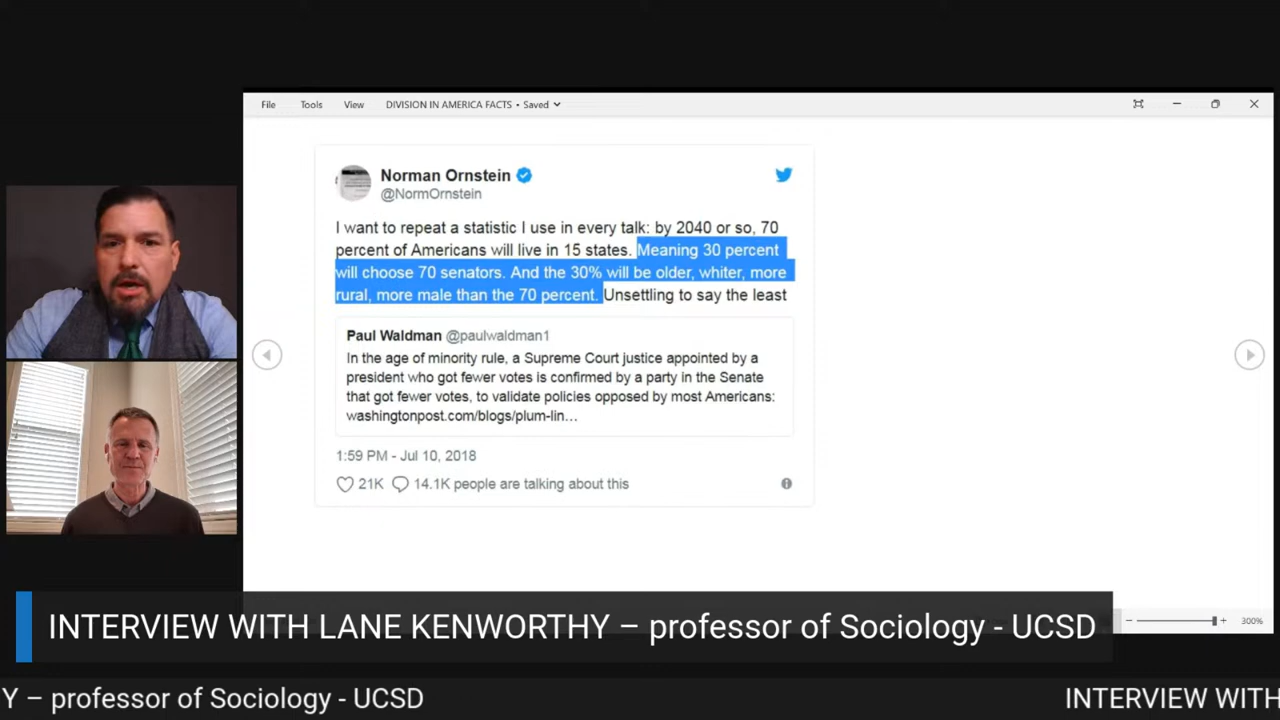 File Tools View DIVISION IN AMERICA FACTS • Saved
Norman Ornstein
@NormOrnstein
I want to repeat a statistic I use in every talk: by 2040 or so, 70
percent of Americans will live in 15 states. Meaning 30 percent
will choose 70 senators. And the 30% will be older, whiter, more
rural, more male than the 70 percent. Unsettling to say the least
Paul Waldman @paulwaldman1
In the age of minority rule, a Supreme Court justice appointed by a
president who got fewer votes is confirmed by a party in the Senate
that got fewer votes, to validate policies opposed by most Americans:
washingtonpost.com/blogs/plum-lin…
1:59 PM - Jul 10, 2018
21K 14.1K people are talking about this
INTERVIEW WITH LANE KENWORTHY – professor of Sociology - UCSD
300%
Y – professor of Sociology - UCSD INTERVIEW WITH